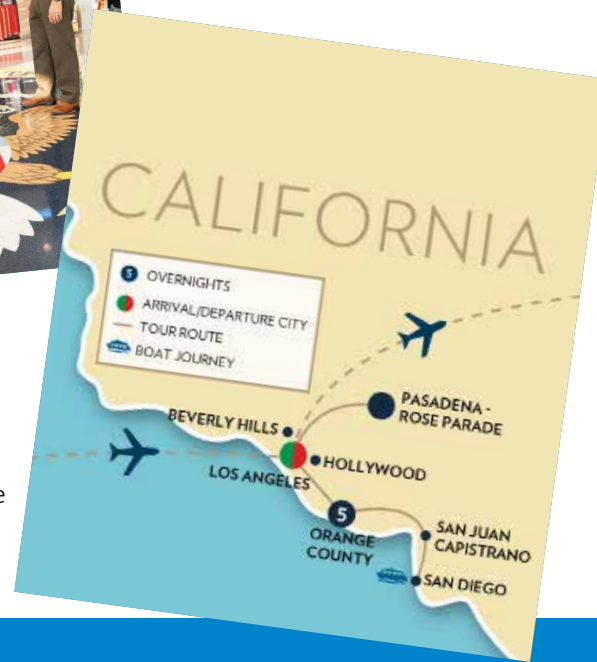 CALIFORNIA
5 OVERNIGHTS
ARRIVAL/DEPARTURE CITY
TOUR ROUTE
BOAT JOURNEY
PASADENA -
ROSE PARADE
BEVERLY HILLS
HOLLYWOOD
LOS ANGELES
5
ORANGE
COUNTY
SAN JUAN
CAPISTRANO
SAN DIEGO
e